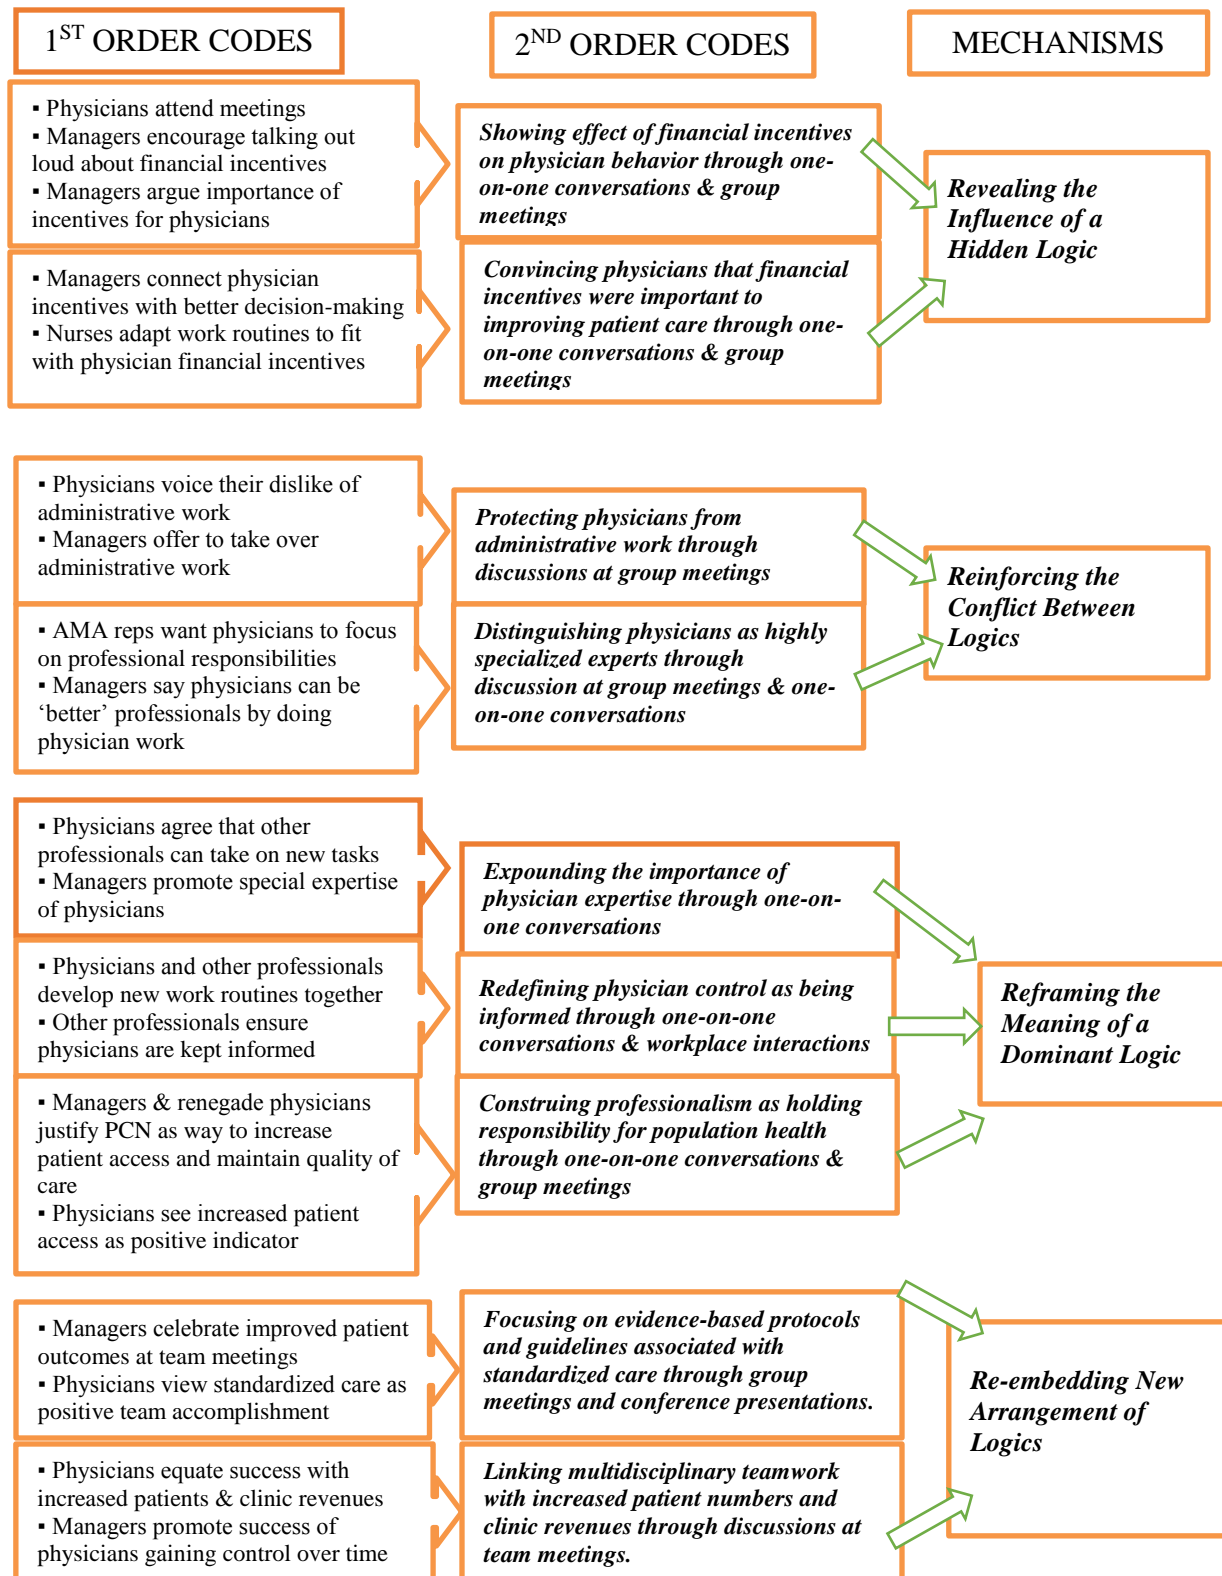 1ST ORDER CODES
2ND ORDER CODES
MECHANISMS
▪ Physicians attend meetings
▪ Managers encourage talking out
loud about financial incentives
▪ Managers argue importance of
incentives for physicians
Showing effect of financial incentives
on physician behavior through one-
on-one conversations & group
meetings
▪ Managers connect physician
incentives with better decision-making
▪ Nurses adapt work routines to fit
with physician financial incentives
Convincing physicians that financial
incentives were important to
improving patient care through one-
on-one conversations & group
meetings
Revealing the
Influence of a
Hidden Logic
▪ Physicians voice their dislike of
administrative work
▪ Managers offer to take over
administrative work
Protecting physicians from
administrative work through
discussions at group meetings
▪ AMA reps want physicians to focus
on professional responsibilities
▪ Managers say physicians can be
‘better’ professionals by doing
physician work
Distinguishing physicians as highly
specialized experts through
discussion at group meetings & one-
on-one conversations
Reinforcing the
Conflict Between
Logics
▪ Physicians agree that other
professionals can take on new tasks
▪ Managers promote special expertise
of physicians
Expounding the importance of
physician expertise through one-on-
one conversations
▪ Physicians and other professionals
develop new work routines together
▪ Other professionals ensure
physicians are kept informed
Redefining physician control as being
informed through one-on-one
conversations & workplace interactions
▪ Managers & renegade physicians
justify PCN as way to increase
patient access and maintain quality of
care
▪ Physicians see increased patient
access as positive indicator
Construing professionalism as holding
responsibility for population health
through one-on-one conversations &
group meetings
Reframing the
Meaning of a
Dominant Logic
▪ Managers celebrate improved patient
outcomes at team meetings
▪ Physicians view standardized care as
positive team accomplishment
Focusing on evidence-based protocols
and guidelines associated with
standardized care through group
meetings and conference presentations.
▪ Physicians equate success with
increased patients & clinic revenues
▪ Managers promote success of
physicians gaining control over time
Linking multidisciplinary teamwork
with increased patient numbers and
clinic revenues through discussions at
team meetings.
Re-embedding New
Arrangement of
Logics